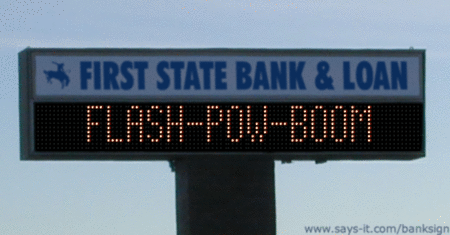 FIRST STATE BANK & LOAN
FLASH-POW-BOOM
www.says-it.com/banksign